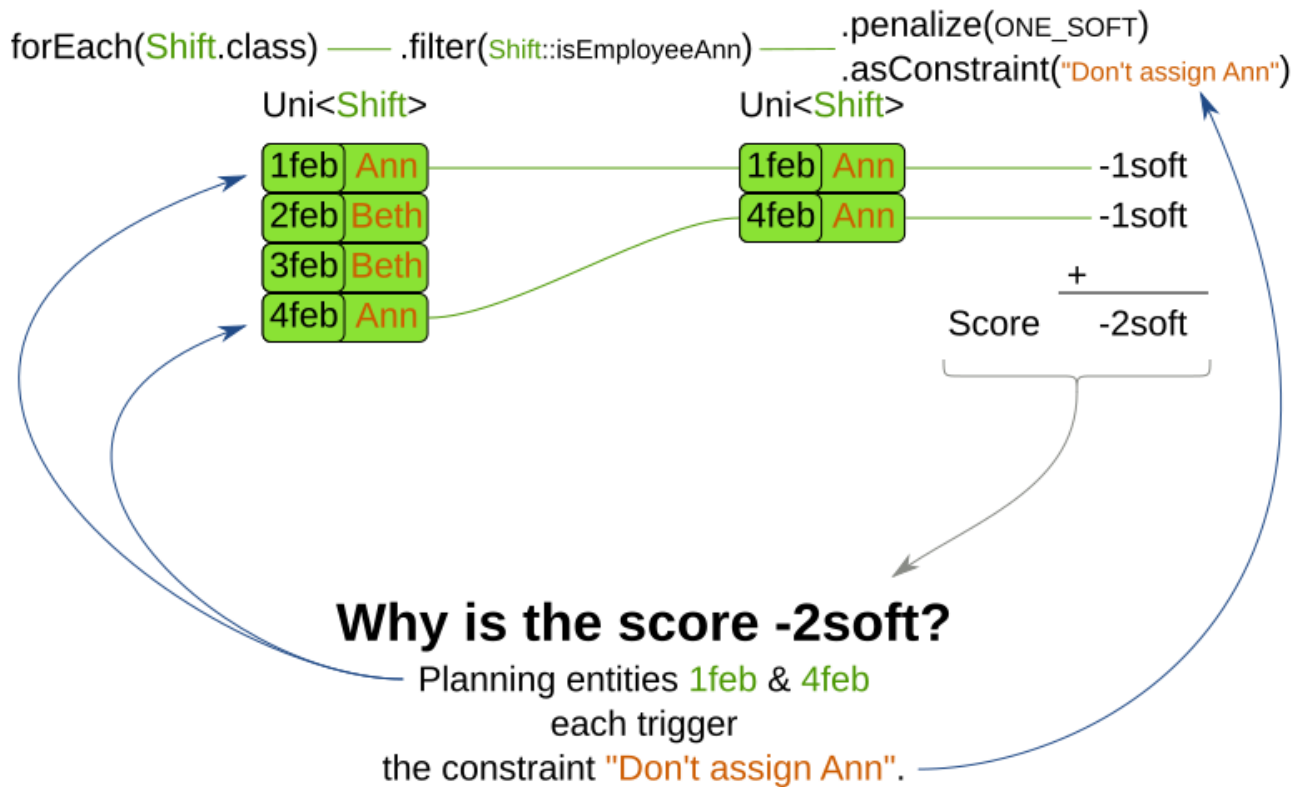 forEach(Shift.class)
.filter(Shift::isEmployeeAnn)
.penalize(ONE_SOFT)
.asConstraint("Don't assign Ann")
Uni<Shift>
Uni<Shift>
1feb Ann
2feb Beth
3feb Beth
4feb Ann
1feb Ann
4feb Ann
-1soft
-1soft
+
Score -2soft
Why is the score -2soft?
Planning entities 1feb & 4feb
each trigger
the constraint "Don't assign Ann".